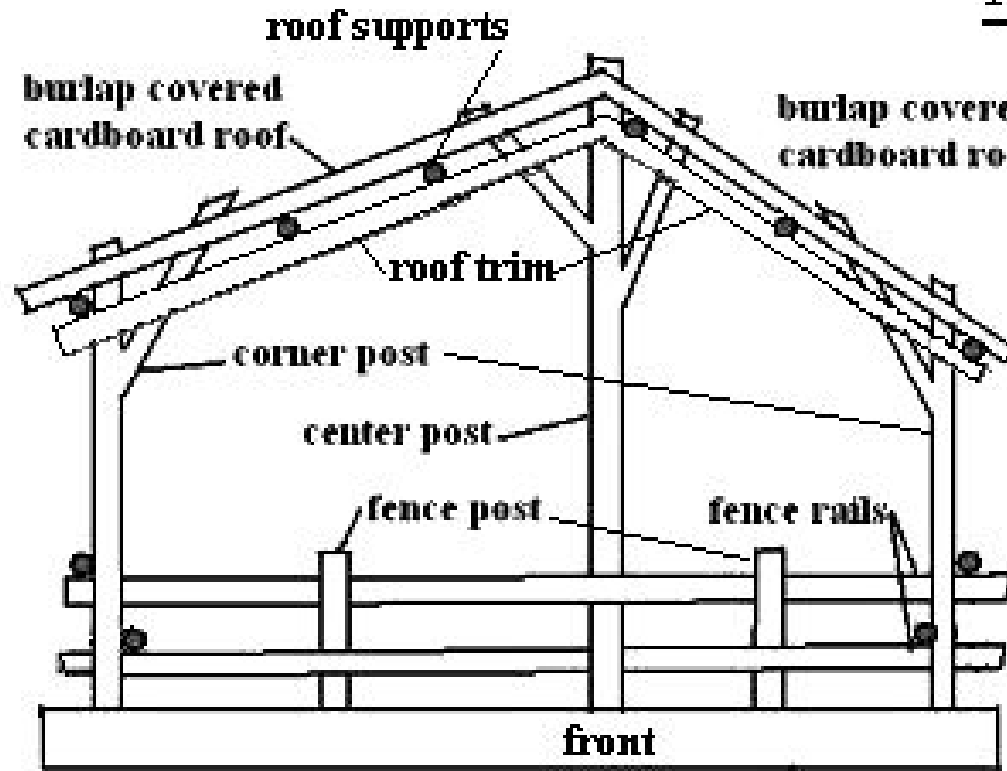 roof supports
burlap covered
cardboard roof
burlap covere
cardboard ro
roof trim
corner post
center post
fence post
fence rails
front